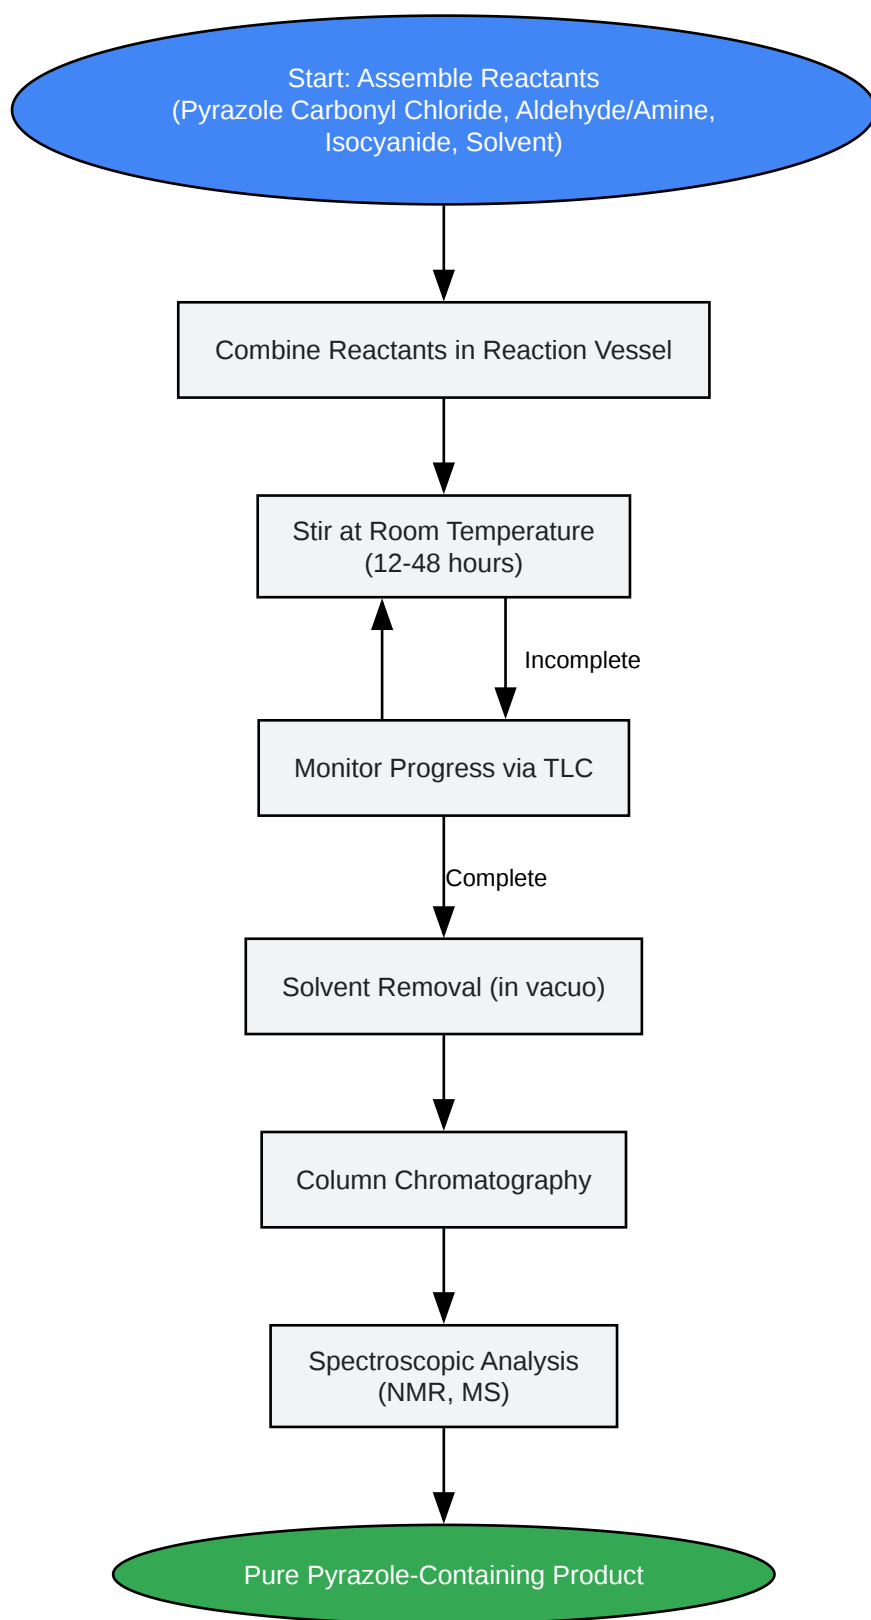 Start: Assemble Reactants
(Pyrazole Carbonyl Chloride, Aldehyde/Amine,
Isocyanide, Solvent)
Combine Reactants in Reaction Vessel
Stir at Room Temperature
(12-48 hours)
Incomplete
Monitor Progress via TLC
Complete
Solvent Removal (in vacuo)
Column Chromatography
Spectroscopic Analysis
(NMR, MS)
Pure Pyrazole-Containing Product